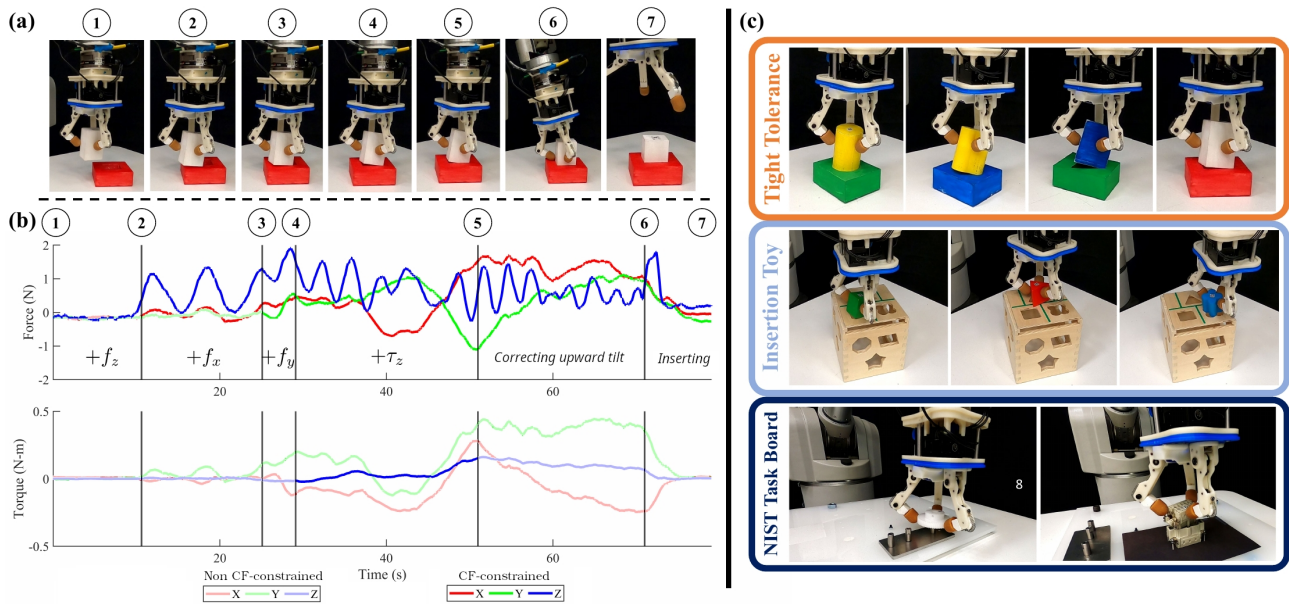 (a)
1 2 3 4 5 6 7
(b)
1 2 3 4 5 6 7
Force (N)
2
1
0
-1
-2
+f_z
+f_x
+f_y
+τ_z
Correcting upward tilt
Inserting
20 40 60
Torque (N-m)
0.5
0
-0.5
20 40 60
Time (s)
Non CF-constrained
X Y Z
CF-constrained
X Y Z
(c)
Tight Tolerance
Insertion Toy
NIST Task Board
8